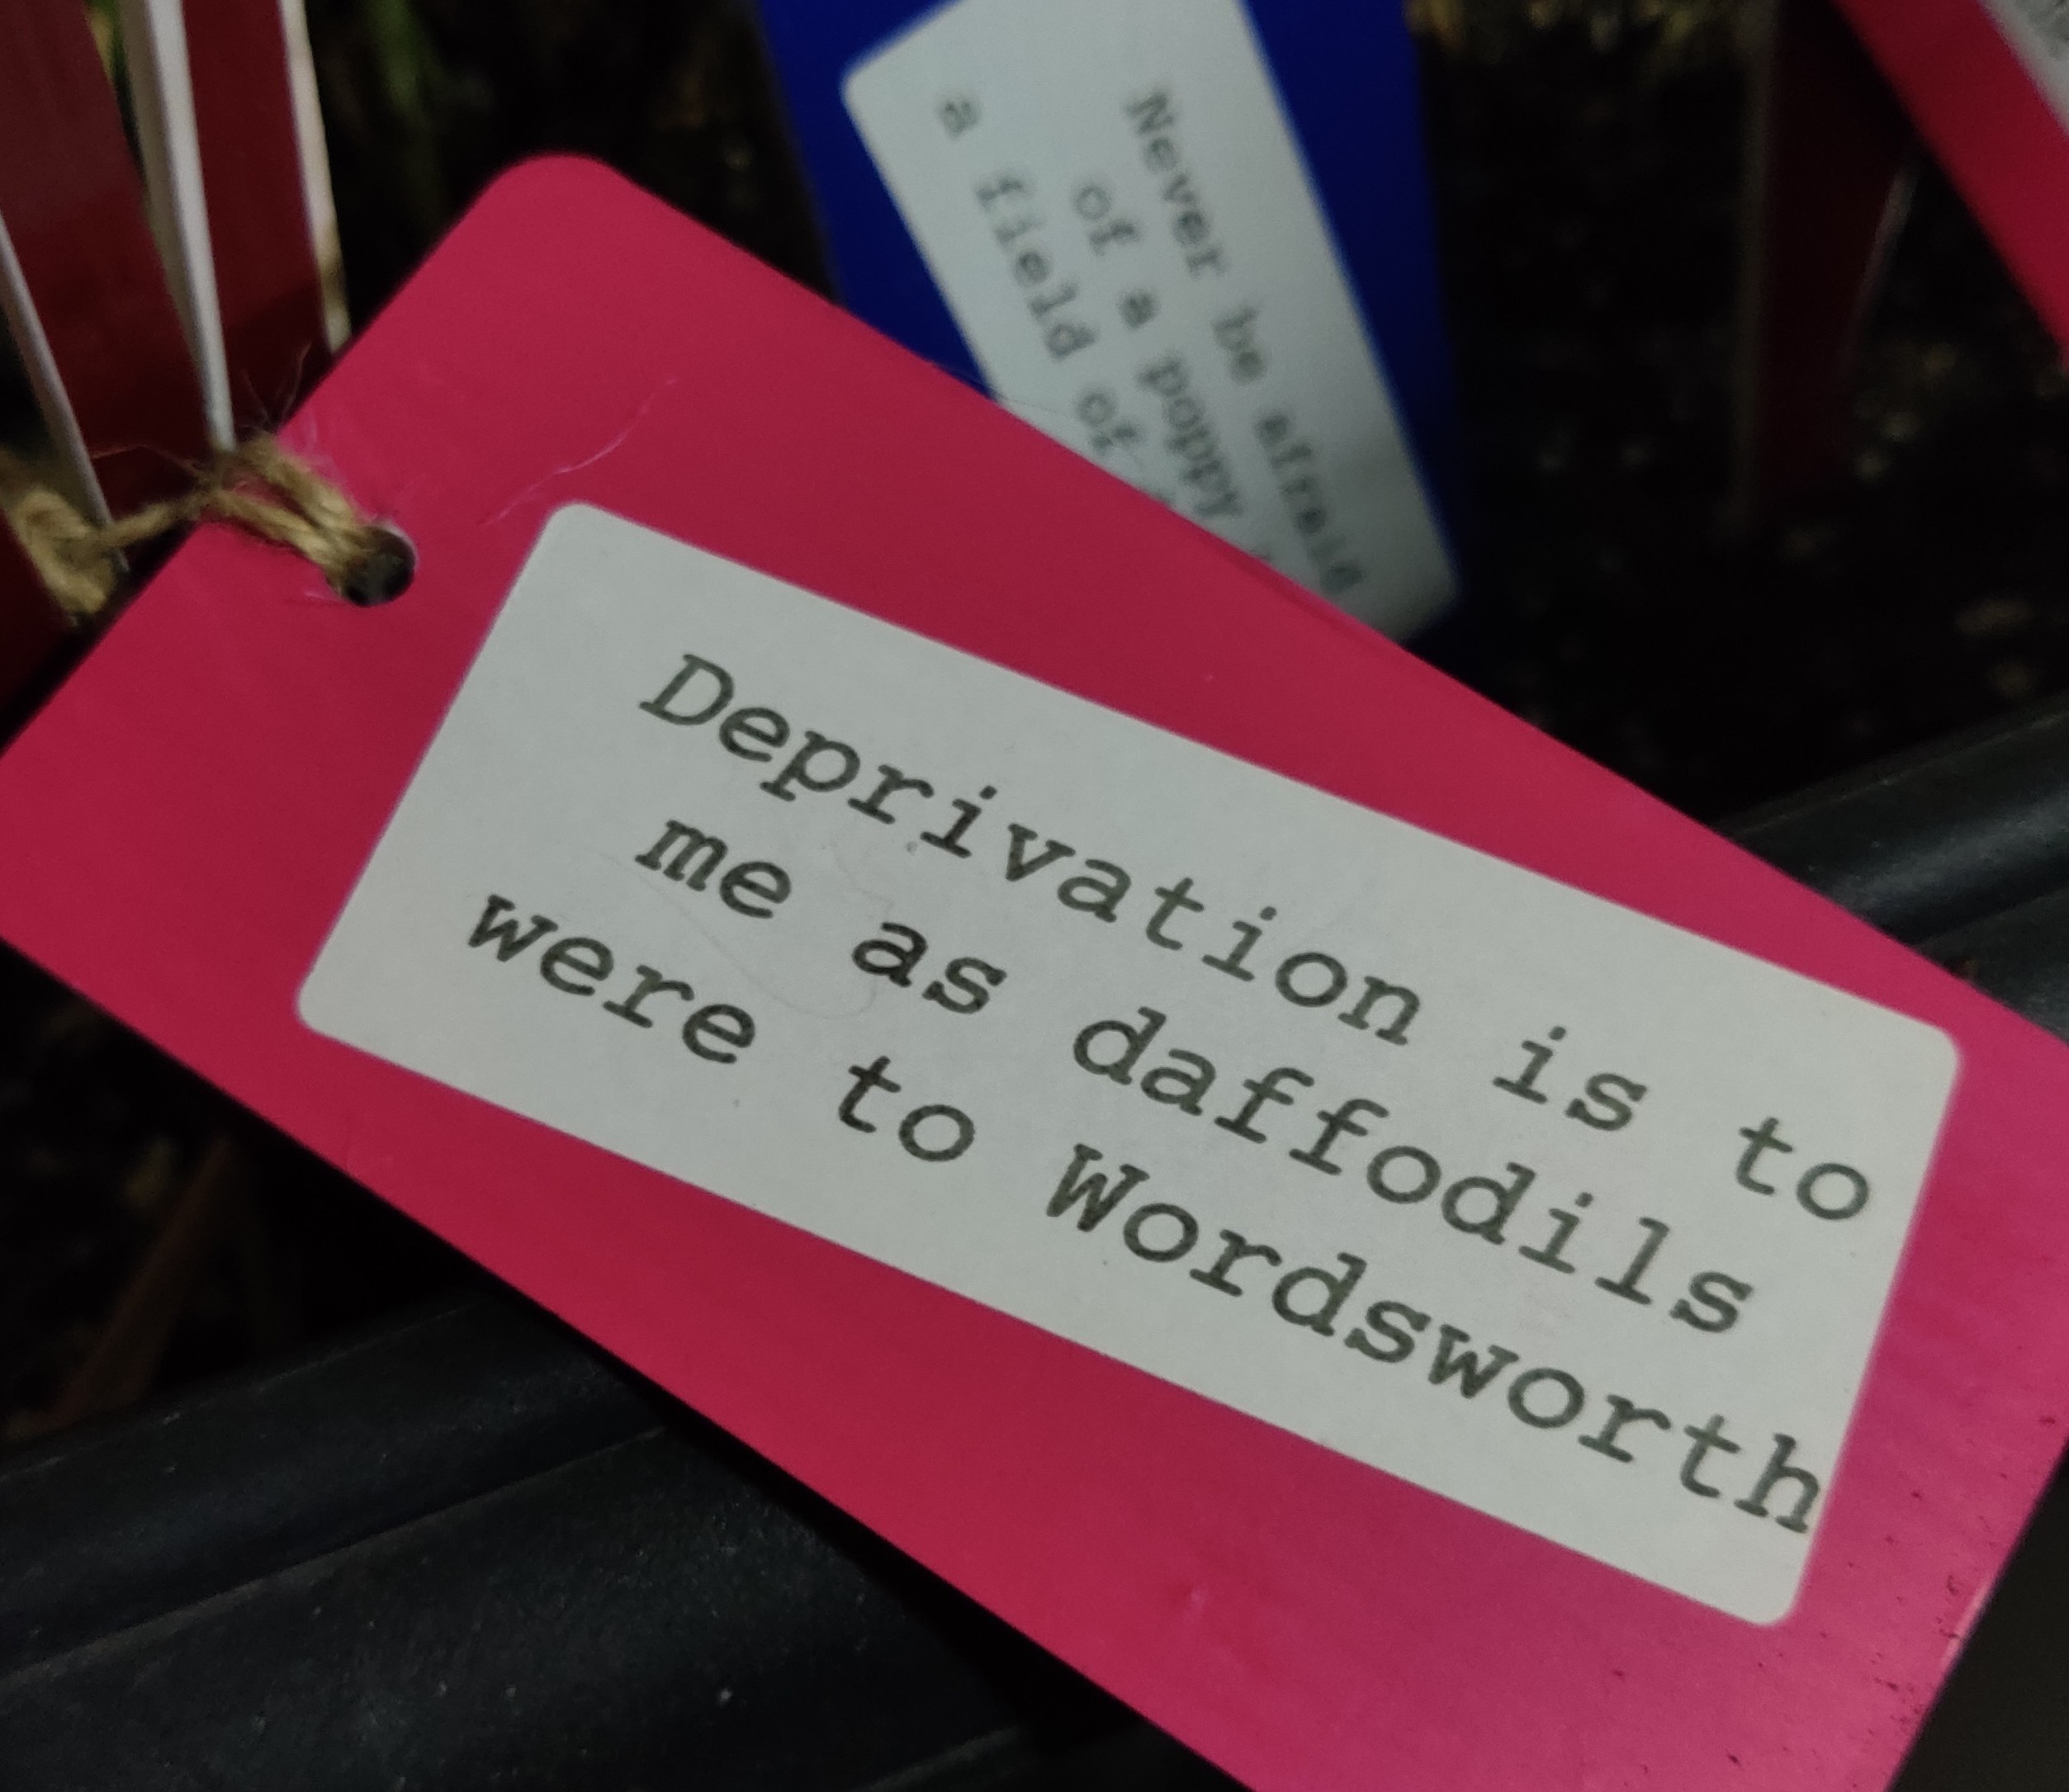 Deprivation is to
me as daffodils
were to Wordsworth
Never be afraid
of a poppy
a field of